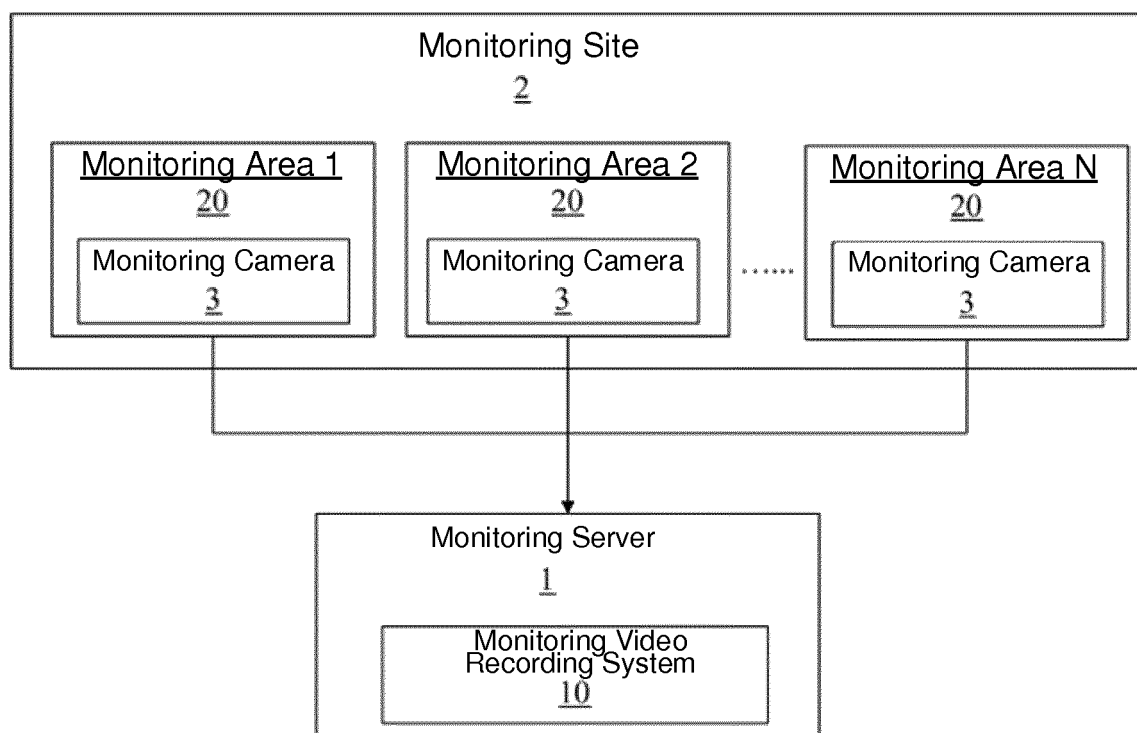 Monitoring Site
2
Monitoring Area 1
20
Monitoring Camera
3
Monitoring Area 2
20
Monitoring Camera
3
......
Monitoring Area N
20
Monitoring Camera
3
Monitoring Server
1
Monitoring Video
Recording System
10